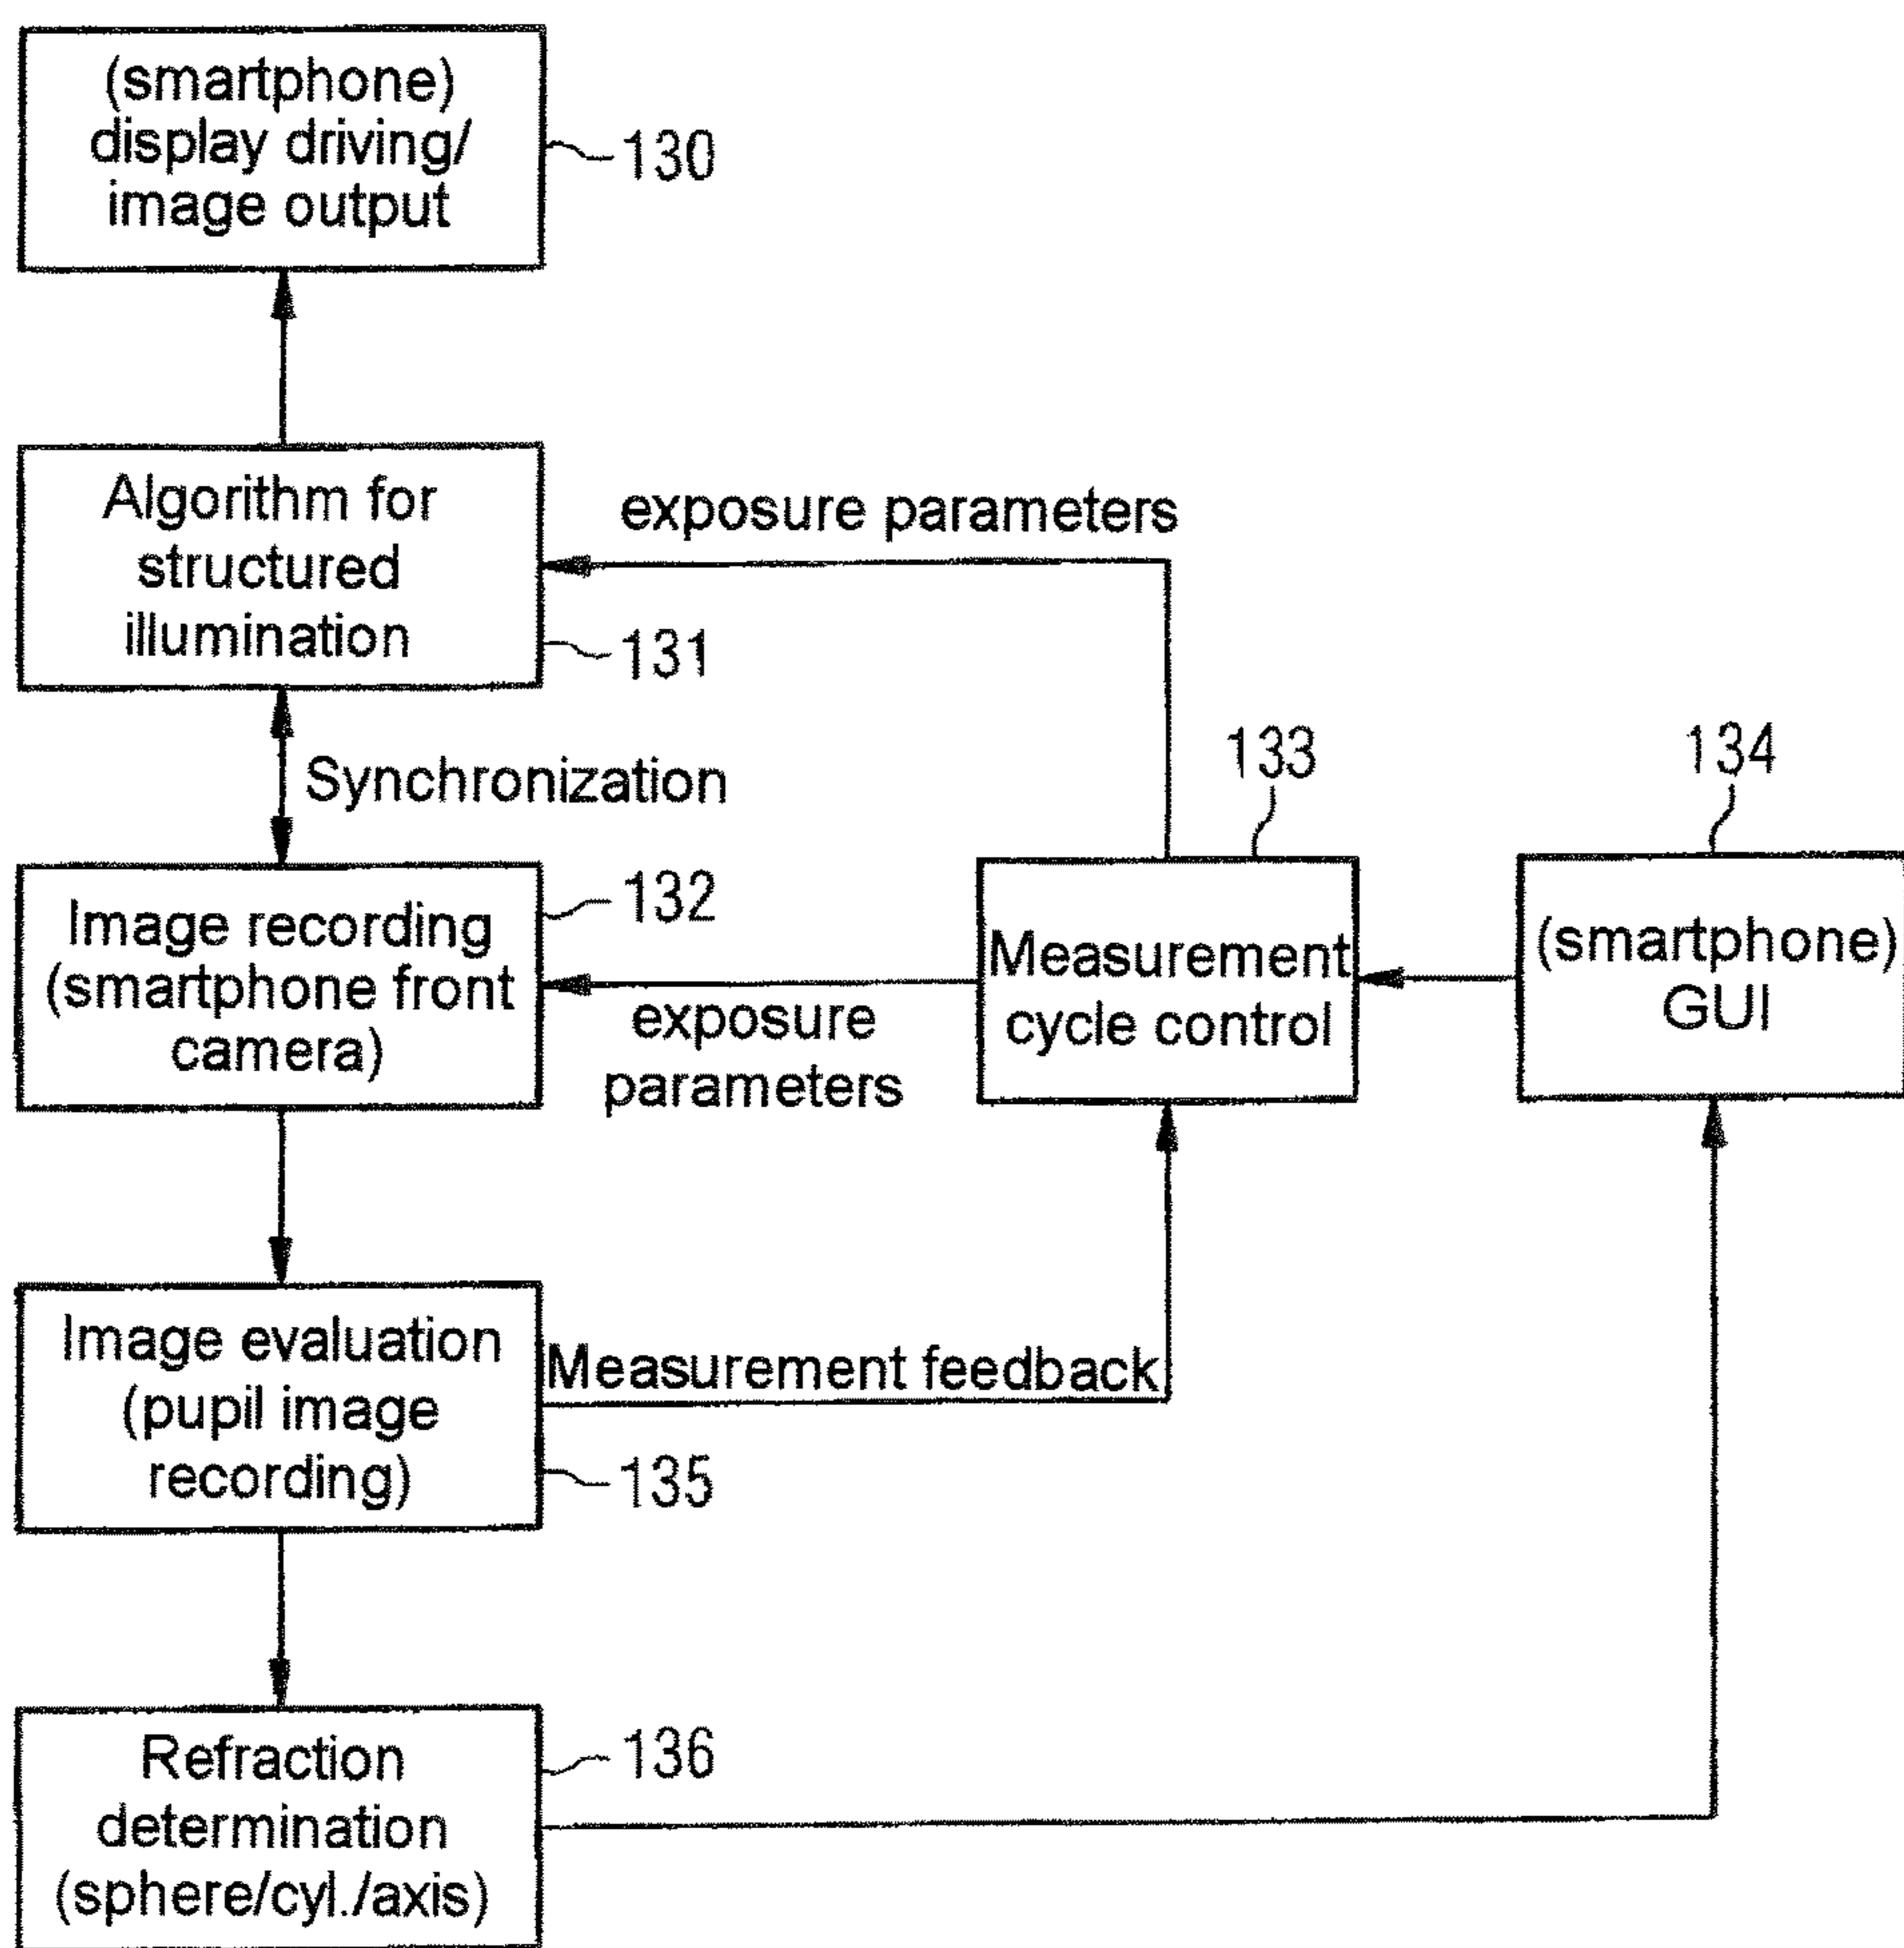 (smartphone)
display driving/
image output
130
Algorithm for
structured
illumination
131
exposure parameters
Synchronization
133
134
Image recording
(smartphone front
camera)
132
exposure
parameters
Measurement
cycle control
(smartphone)
GUI
Image evaluation
(pupil image
recording)
135
Measurement feedback
Refraction
determination
(sphere/cyl./axis)
136